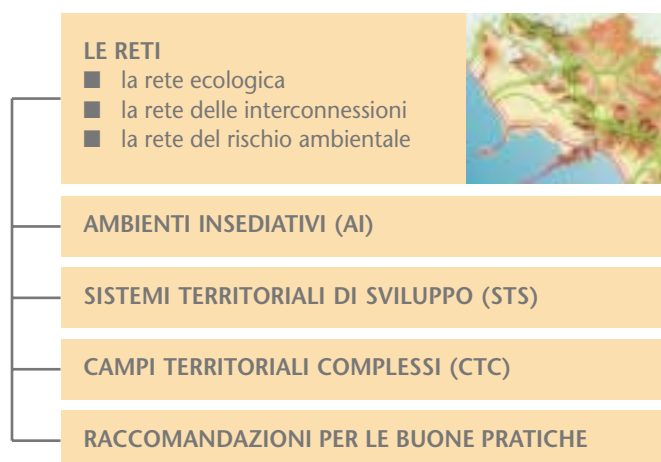 LE RETI
■ la rete ecologica
■ la rete delle interconnessioni
■ la rete del rischio ambientale
AMBIENTI INSEDIATIVI (AI)
SISTEMI TERRITORIALI DI SVILUPPO (STS)
CAMPI TERRITORIALI COMPLESSI (CTC)
RACCOMANDAZIONI PER LE BUONE PRATICHE